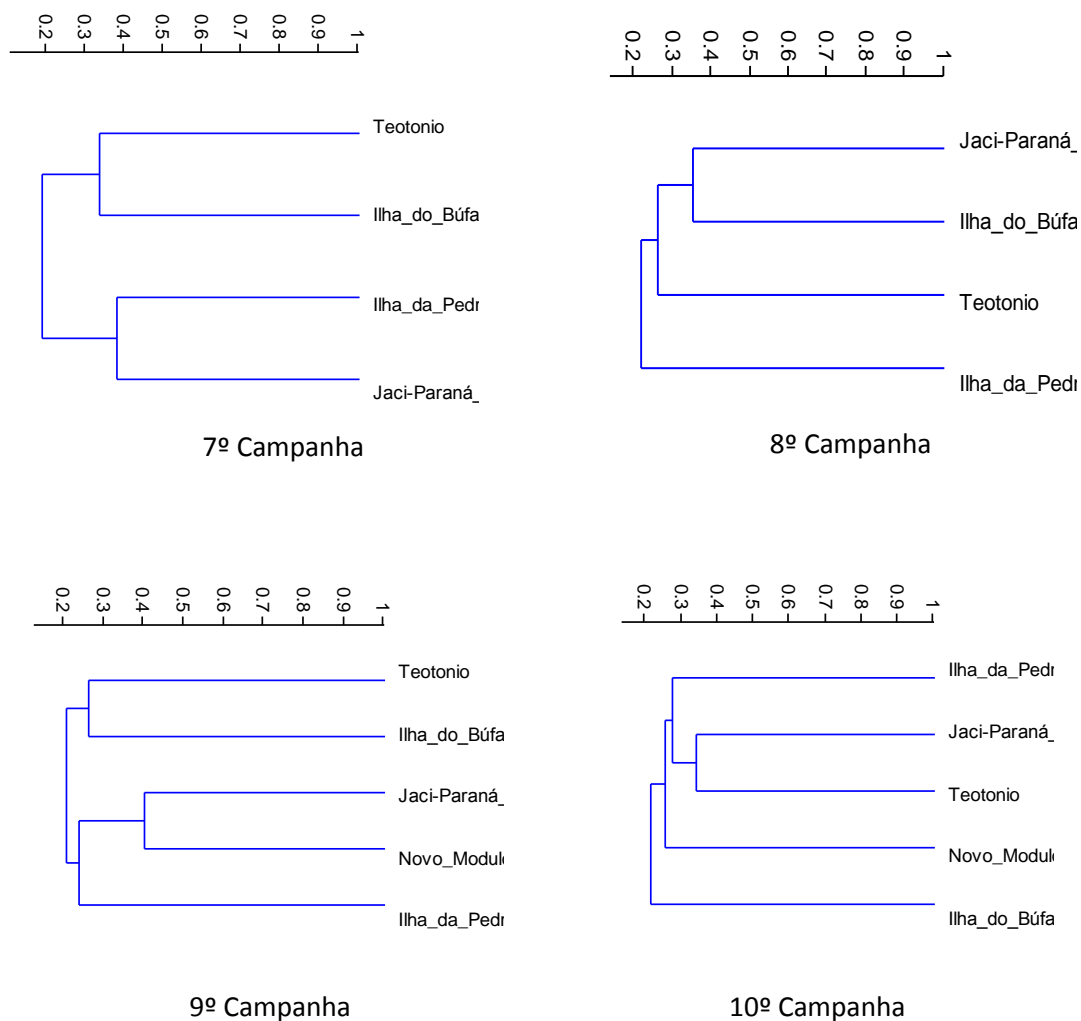 0.2 0.3 0.4 0.5 0.6 0.7 0.8 0.9 1
Teotonio
Ilha_do_Búfa
Ilha_da_Pedr
Jaci-Paraná_
7º Campanha
0.2 0.3 0.4 0.5 0.6 0.7 0.8 0.9 1
Jaci-Paraná_
Ilha_do_Búfa
Teotonio
Ilha_da_Pedr
8º Campanha
0.2 0.3 0.4 0.5 0.6 0.7 0.8 0.9 1
Teotonio
Ilha_do_Búfa
Jaci-Paraná_
Novo_Modulo
Ilha_da_Pedr
9º Campanha
0.2 0.3 0.4 0.5 0.6 0.7 0.8 0.9 1
Ilha_da_Pedr
Jaci-Paraná_
Teotonio
Novo_Modulo
Ilha_do_Búfa
10º Campanha